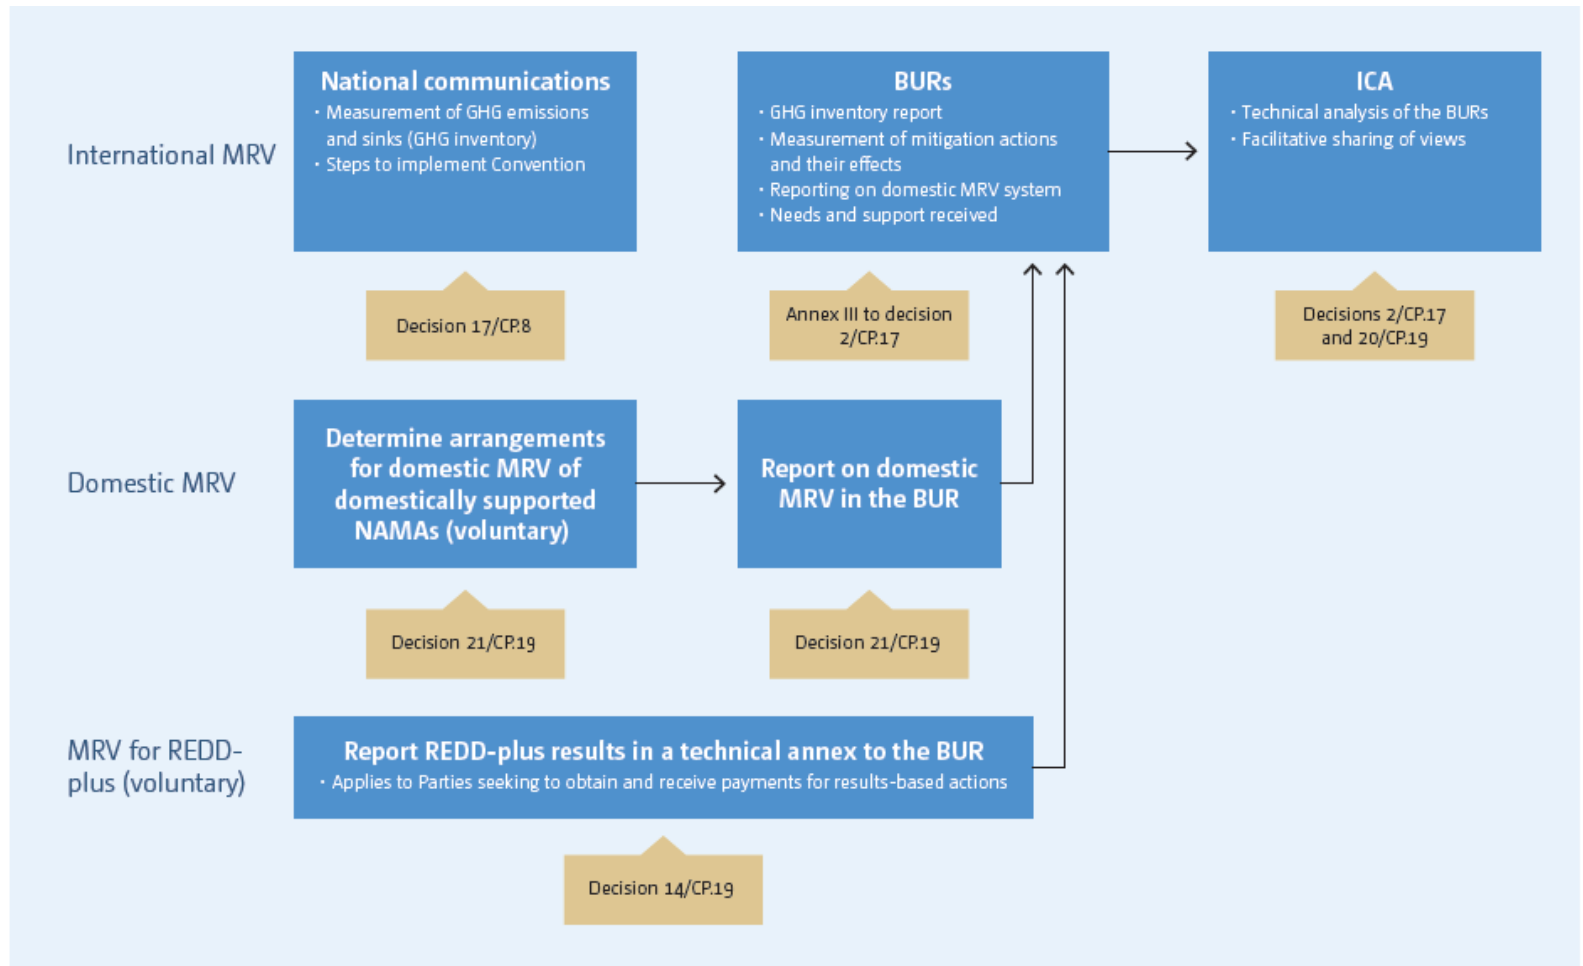 International MRV
National communications
· Measurement of GHG emissions
and sinks (GHG inventory)
· Steps to implement Convention
BURs
· GHG inventory report
· Measurement of mitigation actions
and their effects
· Reporting on domestic MRV system
· Needs and support received
ICA
· Technical analysis of the BURs
· Facilitative sharing of views
Decision 17/CP.8
Annex III to decision
2/CP.17
Decisions 2/CP.17
and 20/CP.19
Domestic MRV
Determine arrangements
for domestic MRV of
domestically supported
NAMAs (voluntary)
Report on domestic
MRV in the BUR
Decision 21/CP.19
Decision 21/CP.19
MRV for REDD-
plus (voluntary)
Report REDD-plus results in a technical annex to the BUR
· Applies to Parties seeking to obtain and receive payments for results-based actions
Decision 14/CP.19